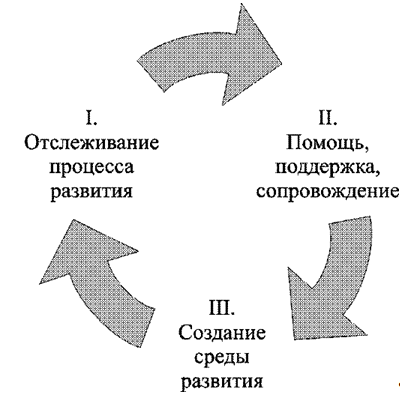 I.
Отслеживание
процесса
развития
II.
Помощь,
поддержка,
сопровождение
III.
Создание
среды
развития